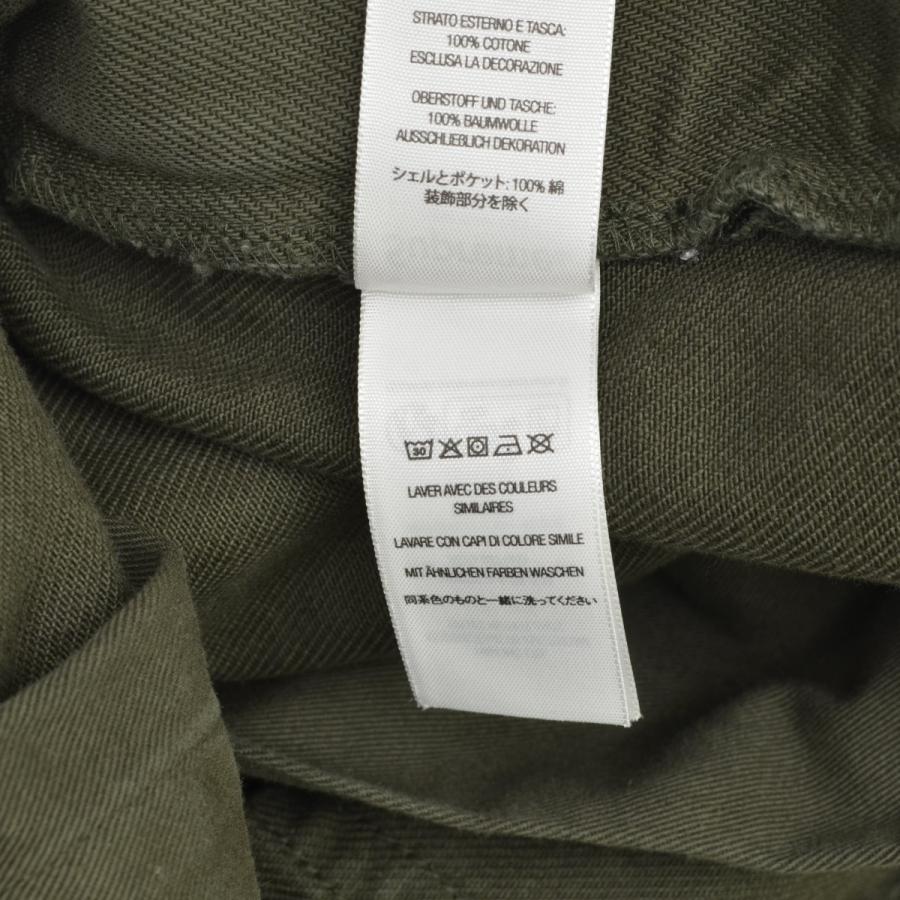 STRATO ESTERNO E TASCA:
100% COTONE
ESCLUSA LA DECORAZIONE
OBERSTOFF UND TASCHE:
100% BAUMWOLLE
AUSSCHLIEBLICH DEKORATION
シェルとポケット: 100% 綿
装飾部分を除く
30
LAVER AVEC DES COULEURS
SIMILAIRES
LAVARE CON CAPI DI COLORE SIMILE
MIT ÄHNLICHEN FARBEN WASCHEN
同系色のものと一緒に洗ってください